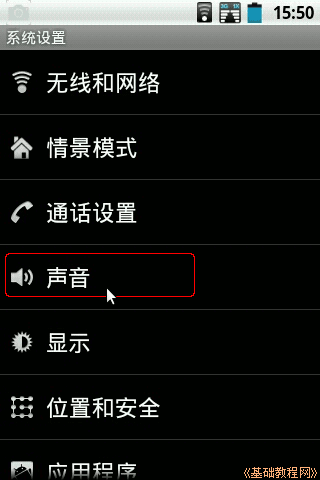 15:50
系统设置
无线和网络
情景模式
通话设置
声音
显示
位置和安全
应用程序
《基础教程网》